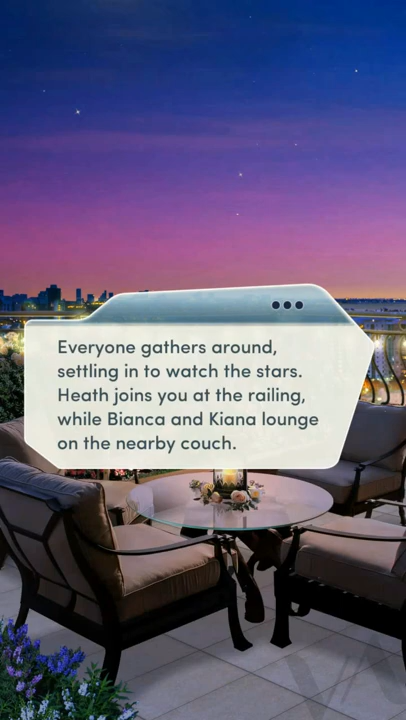 Everyone gathers around,
settling in to watch the stars.
Heath joins you at the railing,
while Bianca and Kiana lounge
on the nearby couch.